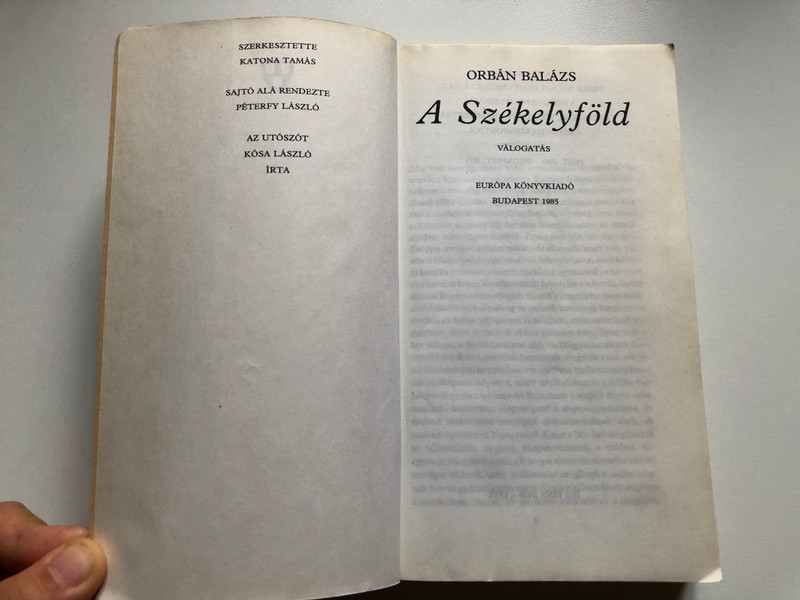 SZERKESZTETTE
KATONA TAMÁS
SAJTÓ ALÁ RENDEZTE
PÉTERFY LÁSZLÓ
AZ UTÓSZÓT
KÓSA LÁSZLÓ
ÍRTA
ORBÁN BALÁZS
A Székelyföld
VÁLOGATÁS
EURÓPA KÖNYVKIADÓ
BUDAPEST 1985